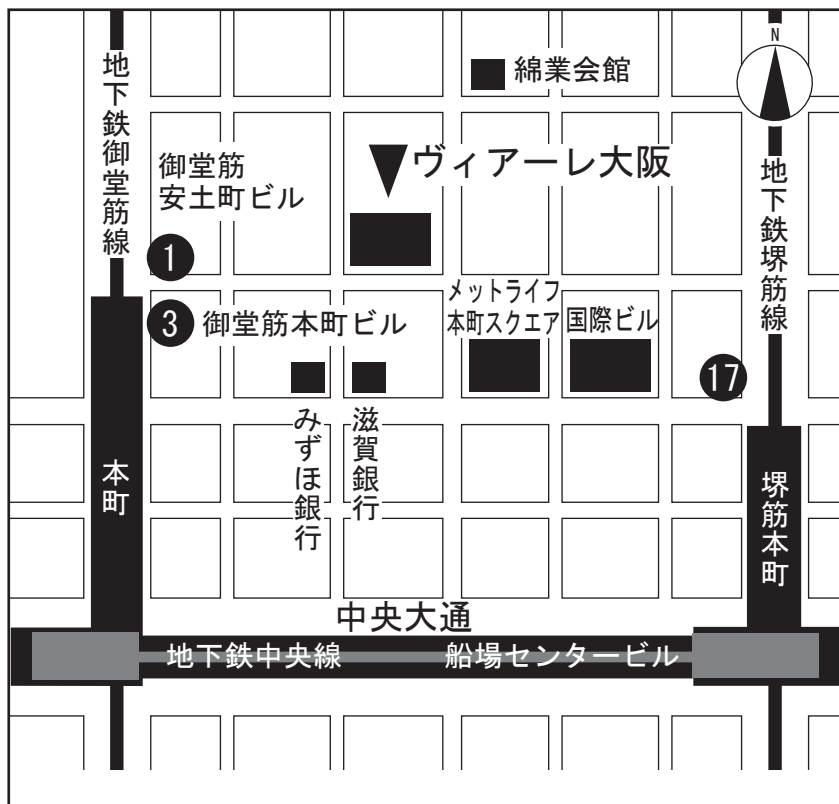 綿業会館
N
地下鉄御堂筋線
御堂筋
安土町ビル
ヴィアーレ大阪
地下鉄堺筋線
1
3
御堂筋本町ビル
メットライフ
本町スクエア
国際ビル
17
みずほ銀行
滋賀銀行
本町
堺筋本町
中央大通
地下鉄中央線
船場センタービル